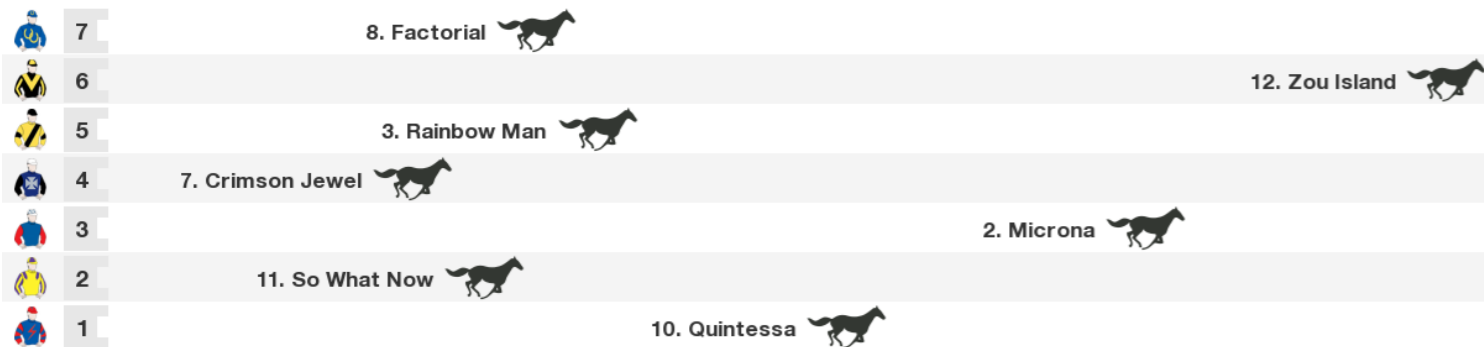 7 8. Factorial
6 12. Zou Island
5 3. Rainbow Man
4 7. Crimson Jewel
3 2. Microna
2 11. So What Now
1 10. Quintessa